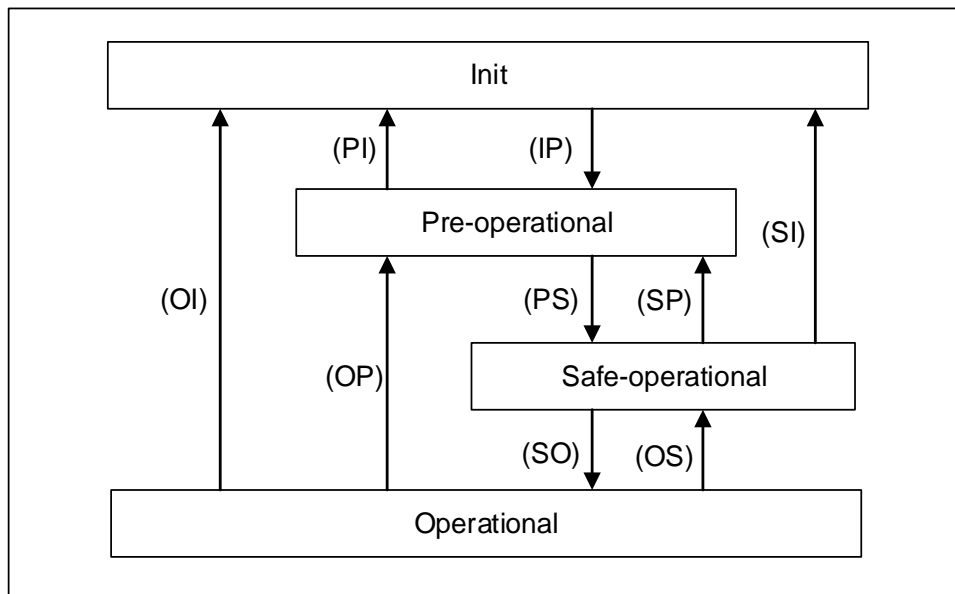 Init
(PI)
(IP)
Pre-operational
(SI)
(OI)
(PS)
(SP)
(OP)
Safe-operational
(SO)
(OS)
Operational